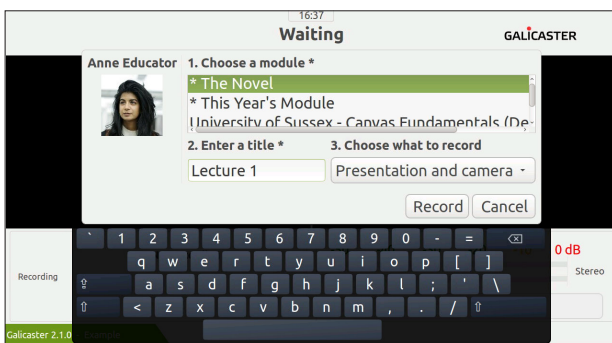 16:37
Waiting
GALICASTER
Anne Educator
1. Choose a module *
* The Novel
* This Year's Module
University of Sussex - Canvas Fundamentals (De
2. Enter a title *
3. Choose what to record
Lecture 1
Presentation and camera
Record
Cancel
` 1 2 3 4 5 6 7 8 9 0 - =
q w e r t y u i o p [ ]
a s d f g h j k l ; ' \
< z x c v b n m , . /
0 dB
Recording
Stereo
Galicaster 2.1.0